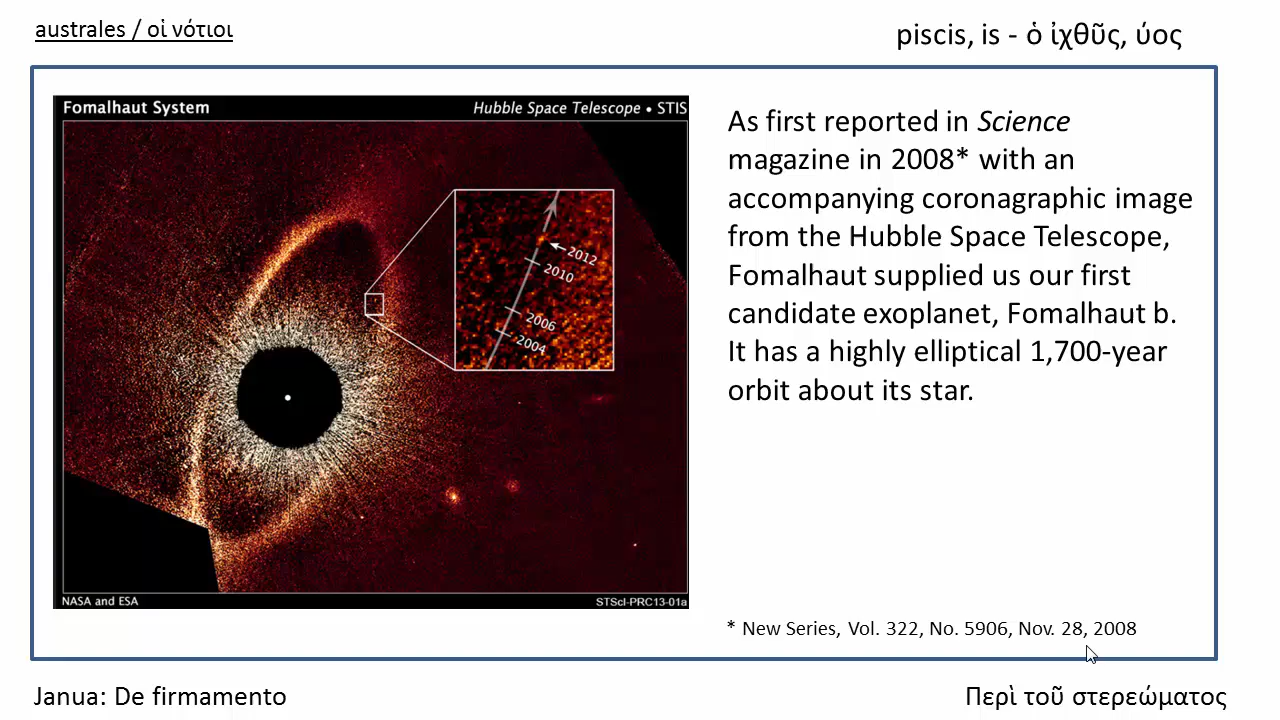 australes / οἱ νότιοι
piscis, is - ὁ ἰχθῦς, ύος
Fomalhaut System
Hubble Space Telescope • STIS
2012
2010
2006
2004
NASA and ESA
STScI-PRC13-01a
As first reported in Science
magazine in 2008* with an
accompanying coronagraphic image
from the Hubble Space Telescope,
Fomalhaut supplied us our first
candidate exoplanet, Fomalhaut b.
It has a highly elliptical 1,700-year
orbit about its star.
* New Series, Vol. 322, No. 5906, Nov. 28, 2008
Janua: De firmamento
Περὶ τοῦ στερεώματος